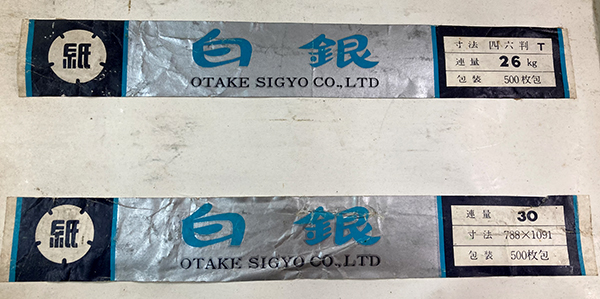 紙
白銀
OTAKE SIGYO CO., LTD
寸法 四六判 T
連量 26 kg
包装 500枚包
紙
白銀
OTAKE SIGYO CO., LTD
連量 30
寸法 788×1091
包装 500枚包